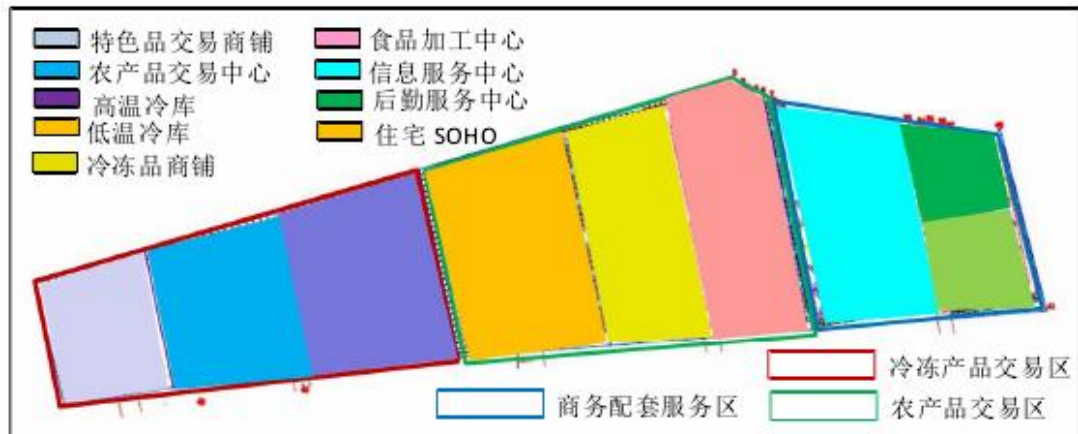 特色品交易商铺
农产品交易中心
高温冷库
低温冷库
冷冻品商铺
食品加工中心
信息服务中心
后勤服务中心
住宅 SOHO
冷冻产品交易区
商务配套服务区
农产品交易区